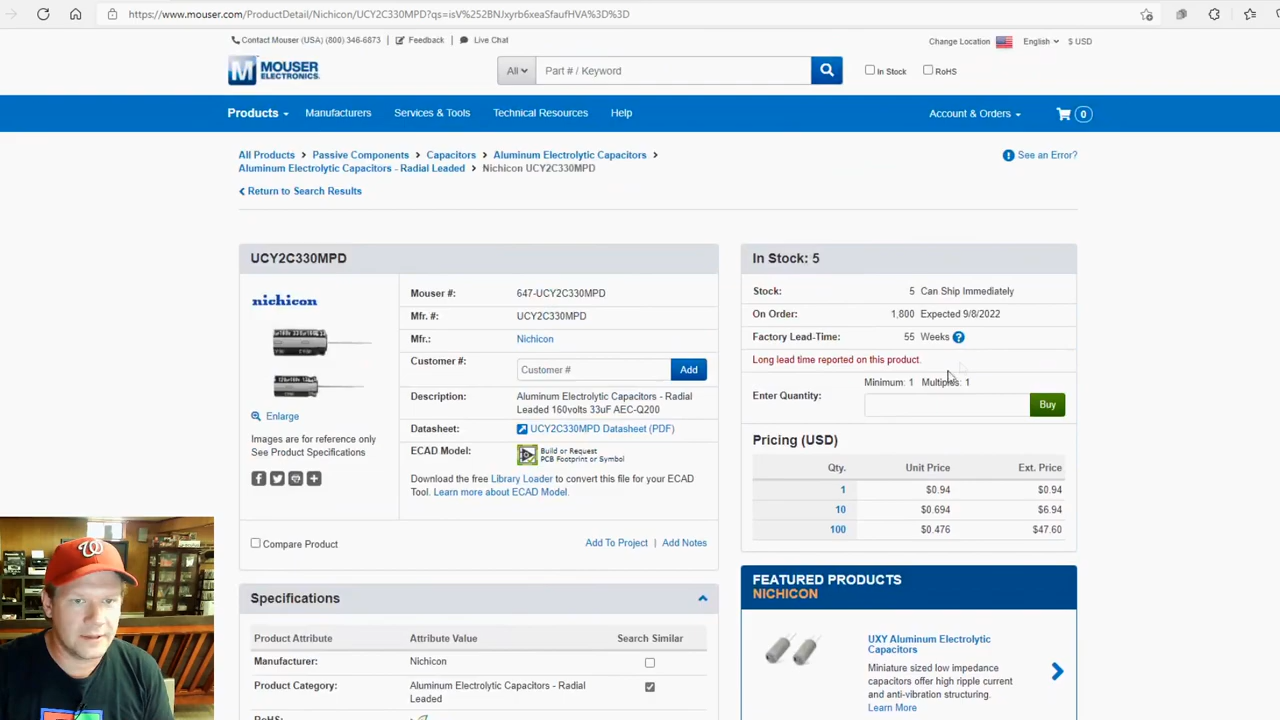 https://www.mouser.com/ProductDetail/Nichicon/UCY2C330MPD?qs=isV%252BNJxyrb6xeaSfaufHVA%3D%3D
Contact Mouser (USA) (800) 346-6873 | Feedback | Live Chat
Change Location English $ USD
MOUSER
ELECTRONICS
All Part # / Keyword
In Stock RoHS
Products Manufacturers Services & Tools Technical Resources Help Account & Orders 0
All Products Passive Components Capacitors Aluminum Electrolytic Capacitors
Aluminum Electrolytic Capacitors - Radial Leaded Nichicon UCY2C330MPD
See an Error?
Return to Search Results
UCY2C330MPD
nichicon
Enlarge
Images are for reference only
See Product Specifications
Mouser #: 647-UCY2C330MPD
Mfr. #: UCY2C330MPD
Mfr.: Nichicon
Customer #: Customer # Add
Description: Aluminum Electrolytic Capacitors - Radial
Leaded 160volts 33uF AEC-Q200
Datasheet: UCY2C330MPD Datasheet (PDF)
ECAD Model: Build or Request
PCB Footprint or Symbol
Download the free Library Loader to convert this file for your ECAD
Tool. Learn more about ECAD Model.
Compare Product Add To Project | Add Notes
In Stock: 5
Stock: 5 Can Ship Immediately
On Order: 1,800 Expected 9/8/2022
Factory Lead-Time: 55 Weeks
Long lead time reported on this product.
Minimum: 1 Multiples: 1
Enter Quantity: Buy
Pricing (USD)
Qty. Unit Price Ext. Price
1 $0.94 $0.94
10 $0.694 $6.94
100 $0.476 $47.60
Specifications
Product Attribute Attribute Value Search Similar
Manufacturer: Nichicon
Product Category: Aluminum Electrolytic Capacitors - Radial
Leaded
RoHS:
FEATURED PRODUCTS
NICHICON
UXY Aluminum Electrolytic
Capacitors
Miniature sized low impedance
capacitors offer high ripple current
and anti-vibration structuring.
Learn More
W